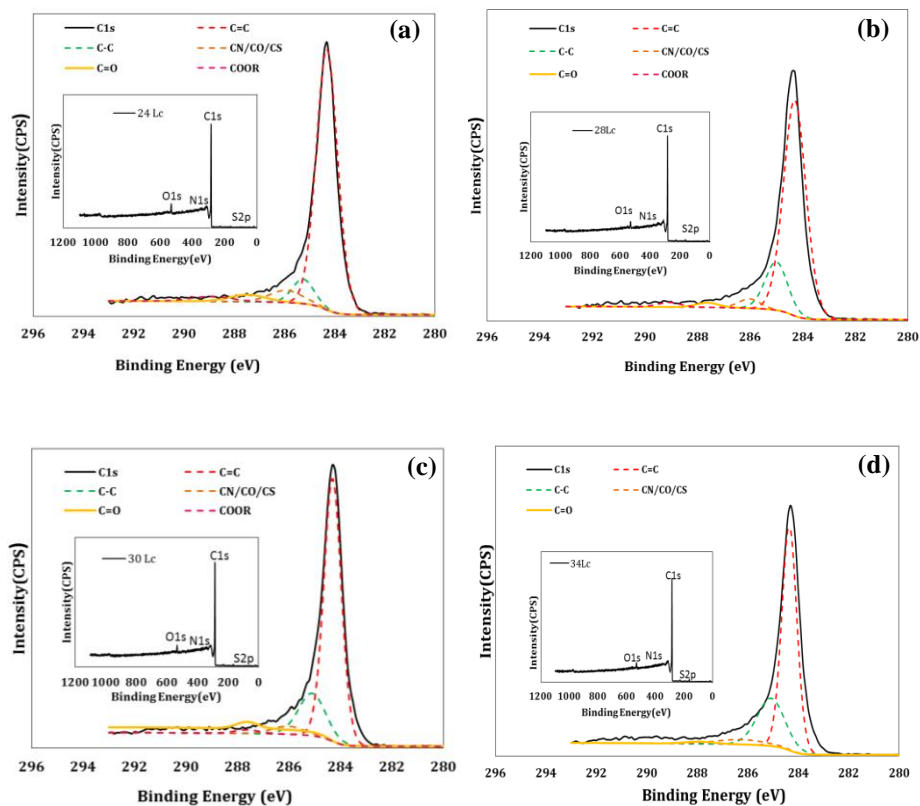 (a)
C1s C=C
C-C CN/CO/CS
C=O COOR
24 Lc
C1s
O1s
N1s
S2p
Intensity(CPS)
1200 1000 800 600 400 200 0
Binding Energy(eV)
Intensity(CPS)
296 294 292 290 288 286 284 282 280
Binding Energy (eV)
(b)
C1s C=C
C-C CN/CO/CS
C=O COOR
28Lc
C1s
O1s
N1s
S2p
Intensity(CPS)
1200 1000 800 600 400 200 0
Binding Energy(eV)
Intensity(CPS)
296 294 292 290 288 286 284 282 280
Binding Energy (eV)
(c)
C1s C=C
C-C CN/CO/CS
C=O COOR
30 Lc
C1s
O1s
N1s
S2p
Intensity(CPS)
1200 1000 800 600 400 200 0
Binding Energy(eV)
Intensity(CPS)
296 294 292 290 288 286 284 282 280
Binding Energy (eV)
(d)
C1s C=C
C-C CN/CO/CS
C=O
34Lc
C1s
O1s
N1s
S2p
Intensity(CPS)
1200 1000 800 600 400 200 0
Binding Energy(eV)
Intensity(CPS)
296 294 292 290 288 286 284 282 280
Binding Energy (eV)